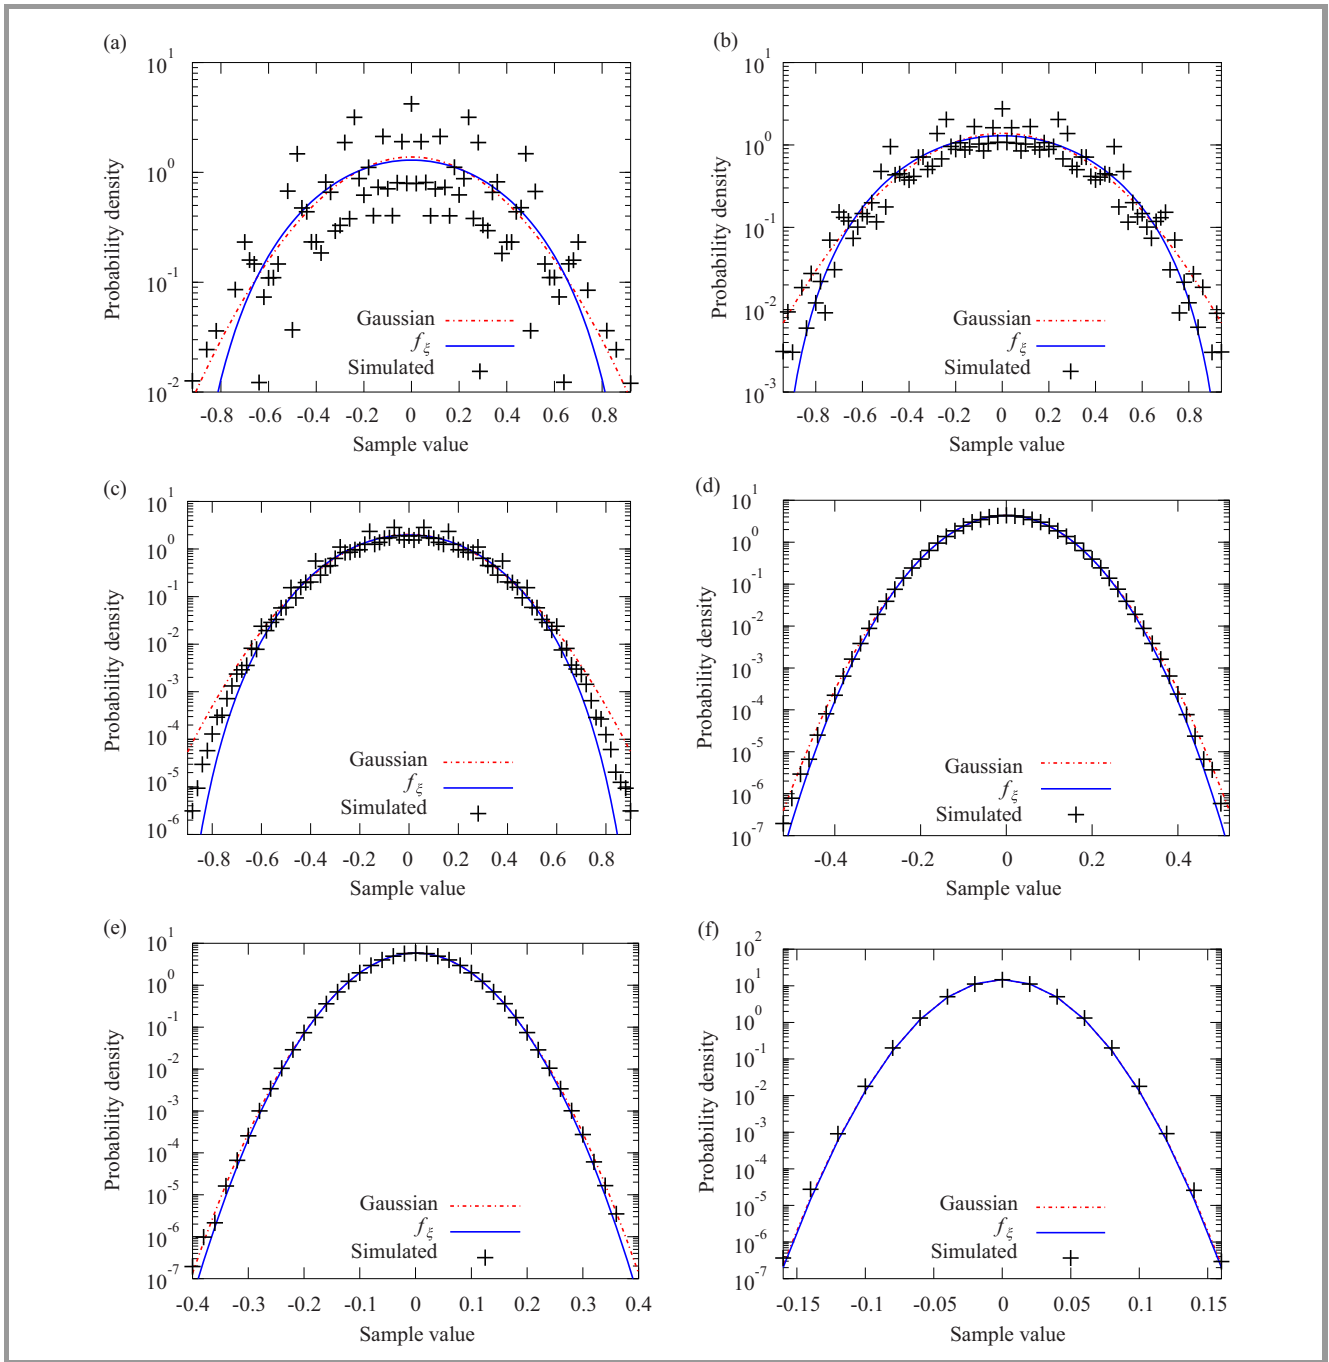 (a)
10^1
10^0
10^-1
10^-2
Probability density
Gaussian
f_ξ
Simulated
-0.8 -0.6 -0.4 -0.2 0 0.2 0.4 0.6 0.8
Sample value
(b)
10^1
10^0
10^-1
10^-2
10^-3
Probability density
Gaussian
f_ξ
Simulated
-0.8 -0.6 -0.4 -0.2 0 0.2 0.4 0.6 0.8
Sample value
(c)
10^1
10^0
10^-1
10^-2
10^-3
10^-4
10^-5
10^-6
Probability density
Gaussian
f_ξ
Simulated
-0.8 -0.6 -0.4 -0.2 0 0.2 0.4 0.6 0.8
Sample value
(d)
10^1
10^0
10^-1
10^-2
10^-3
10^-4
10^-5
10^-6
10^-7
Probability density
Gaussian
f_ξ
Simulated
-0.4 -0.2 0 0.2 0.4
Sample value
(e)
10^1
10^0
10^-1
10^-2
10^-3
10^-4
10^-5
10^-6
10^-7
Probability density
Gaussian
f_ξ
Simulated
-0.4 -0.3 -0.2 -0.1 0 0.1 0.2 0.3 0.4
Sample value
(f)
10^2
10^1
10^0
10^-1
10^-2
10^-3
10^-4
10^-5
10^-6
10^-7
Probability density
Gaussian
f_ξ
Simulated
-0.15 -0.1 -0.05 0 0.05 0.1 0.15
Sample value